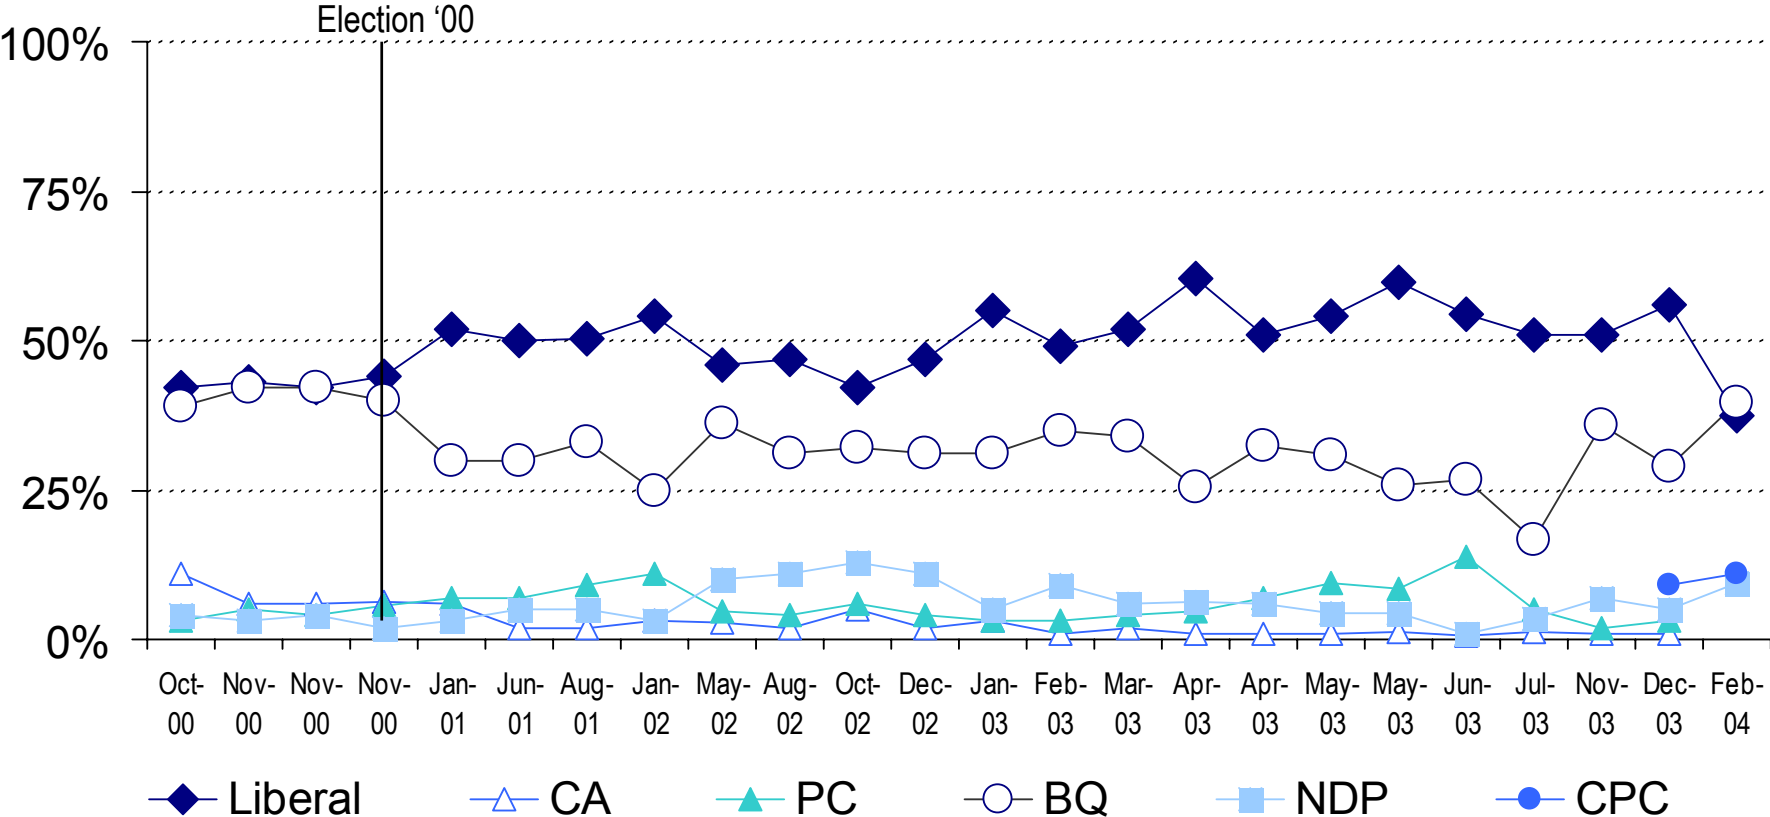 Election ‘00
100%
75%
50%
25%
0%
Oct- Nov- Nov- Nov- Jan- Jun- Aug- Jan- May- Aug- Oct- Dec- Jan- Feb- Mar- Apr- Apr- May- May- Jun- Jul- Nov- Dec- Feb-
00 00 00 00 01 01 01 02 02 02 02 02 03 03 03 03 03 03 03 03 03 03 03 04
Liberal CA PC BQ NDP CPC